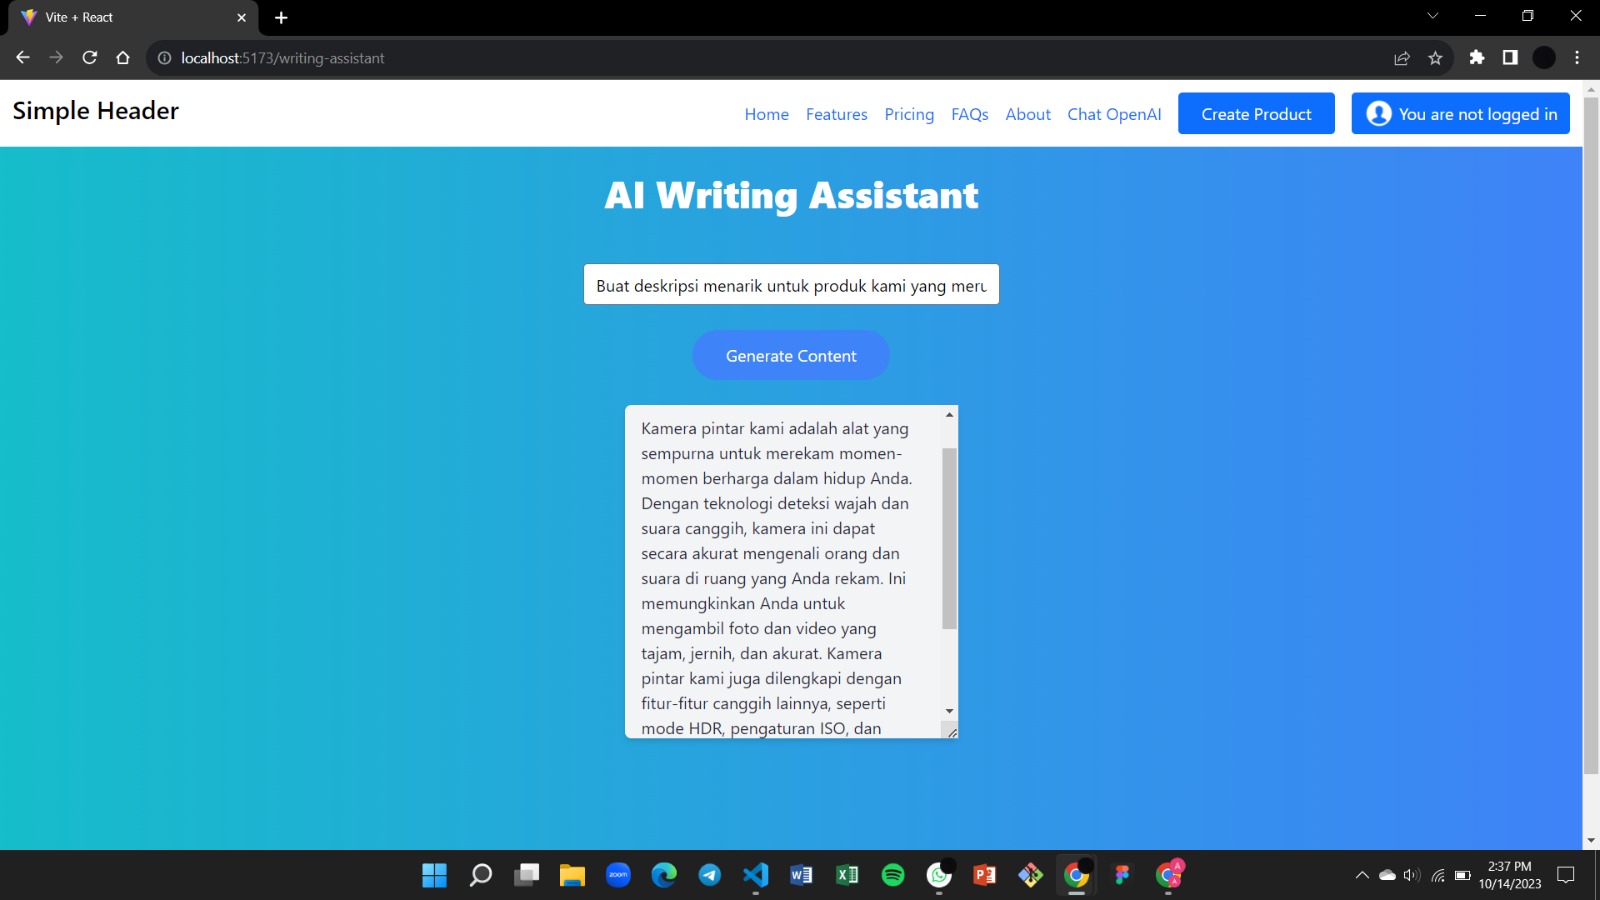 Vite + React
localhost:5173/writing-assistant
Simple Header
Home
Features
Pricing
FAQs
About
Chat OpenAI
Create Product
You are not logged in
AI Writing Assistant
Buat deskripsi menarik untuk produk kami yang meru
Generate Content
Kamera pintar kami adalah alat yang
sempurna untuk merekam momen-
momen berharga dalam hidup Anda.
Dengan teknologi deteksi wajah dan
suara canggih, kamera ini dapat
secara akurat mengenali orang dan
suara di ruang yang Anda rekam. Ini
memungkinkan Anda untuk
mengambil foto dan video yang
tajam, jernih, dan akurat. Kamera
pintar kami juga dilengkapi dengan
fitur-fitur canggih lainnya, seperti
mode HDR, pengaturan ISO, dan
zoom
2:37 PM
10/14/2023